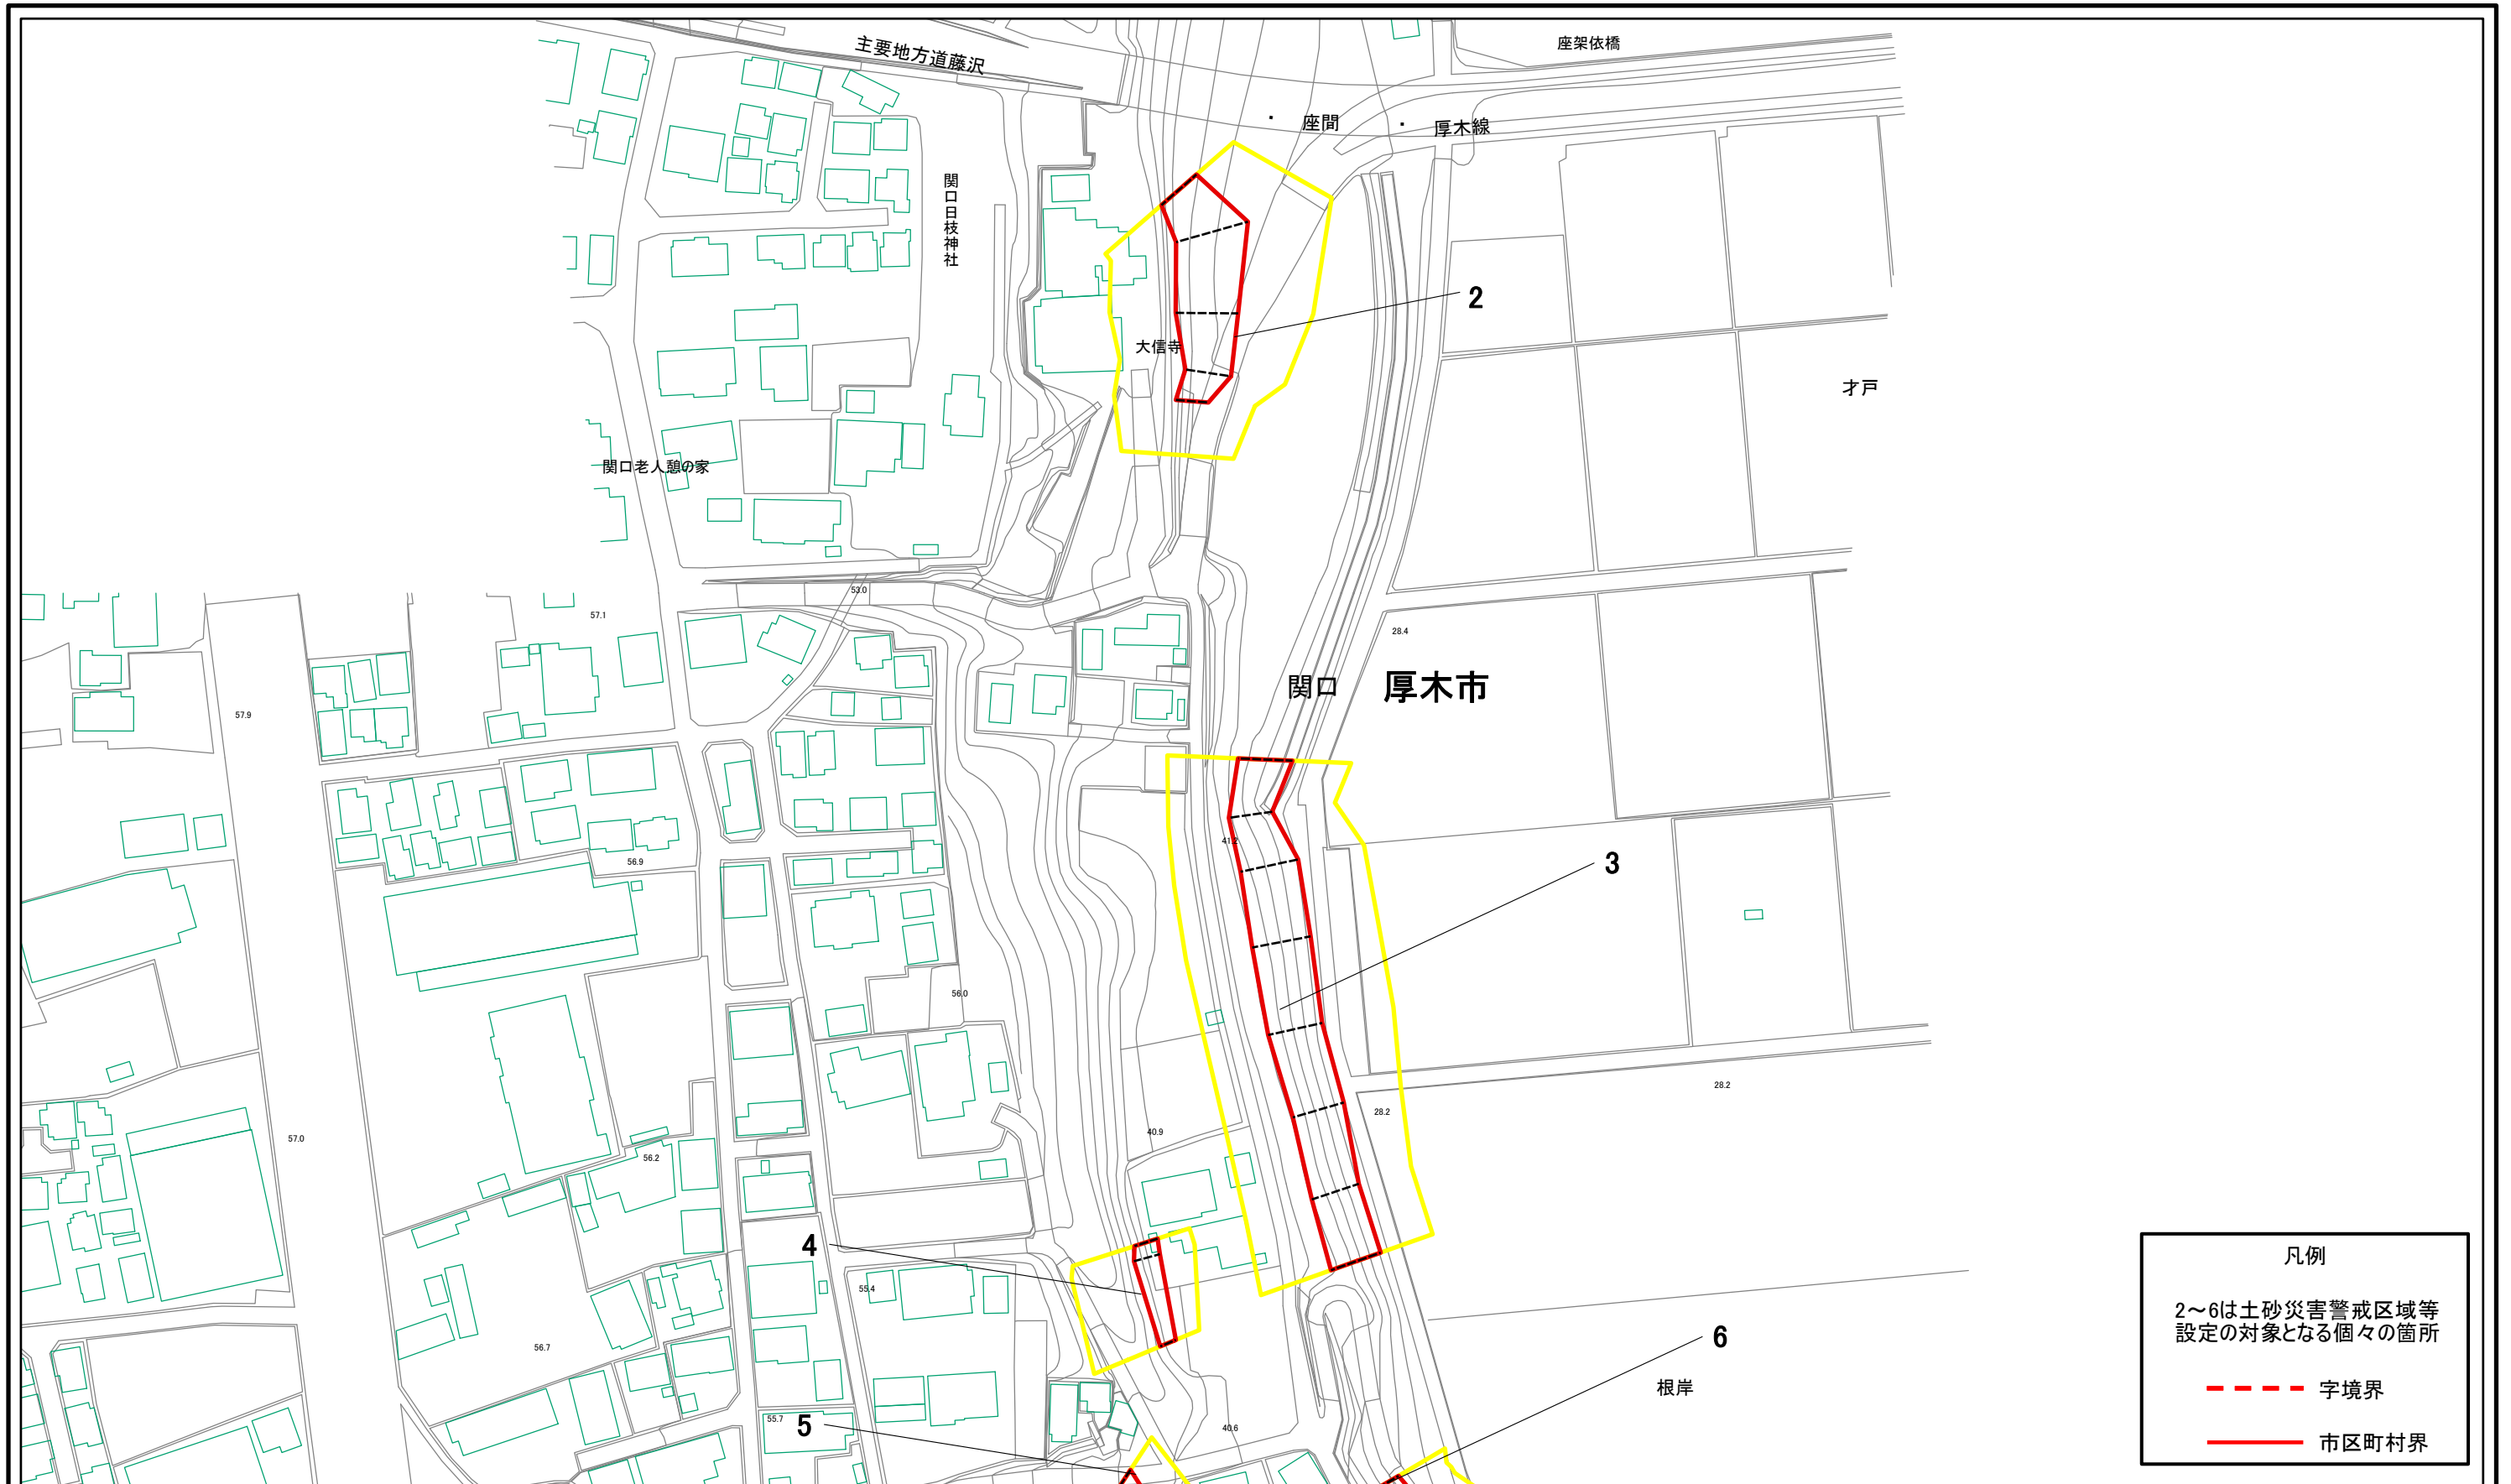 座架依橋
主要地方道藤沢
・ 座間 ・ 厚木線
関口日枝神社
2
大信寺
才戸
関口老人憩の家
53.0
57.1
28.4
関口 厚木市
57.9
41.2
56.9
3
56.0
28.2
28.2
57.0
40.9
56.2
4
55.4
凡例
2～6は土砂災害警戒区域等
設定の対象となる個々の箇所
字境界
市区町村界
6
56.7
根岸
55.7
5
40.6